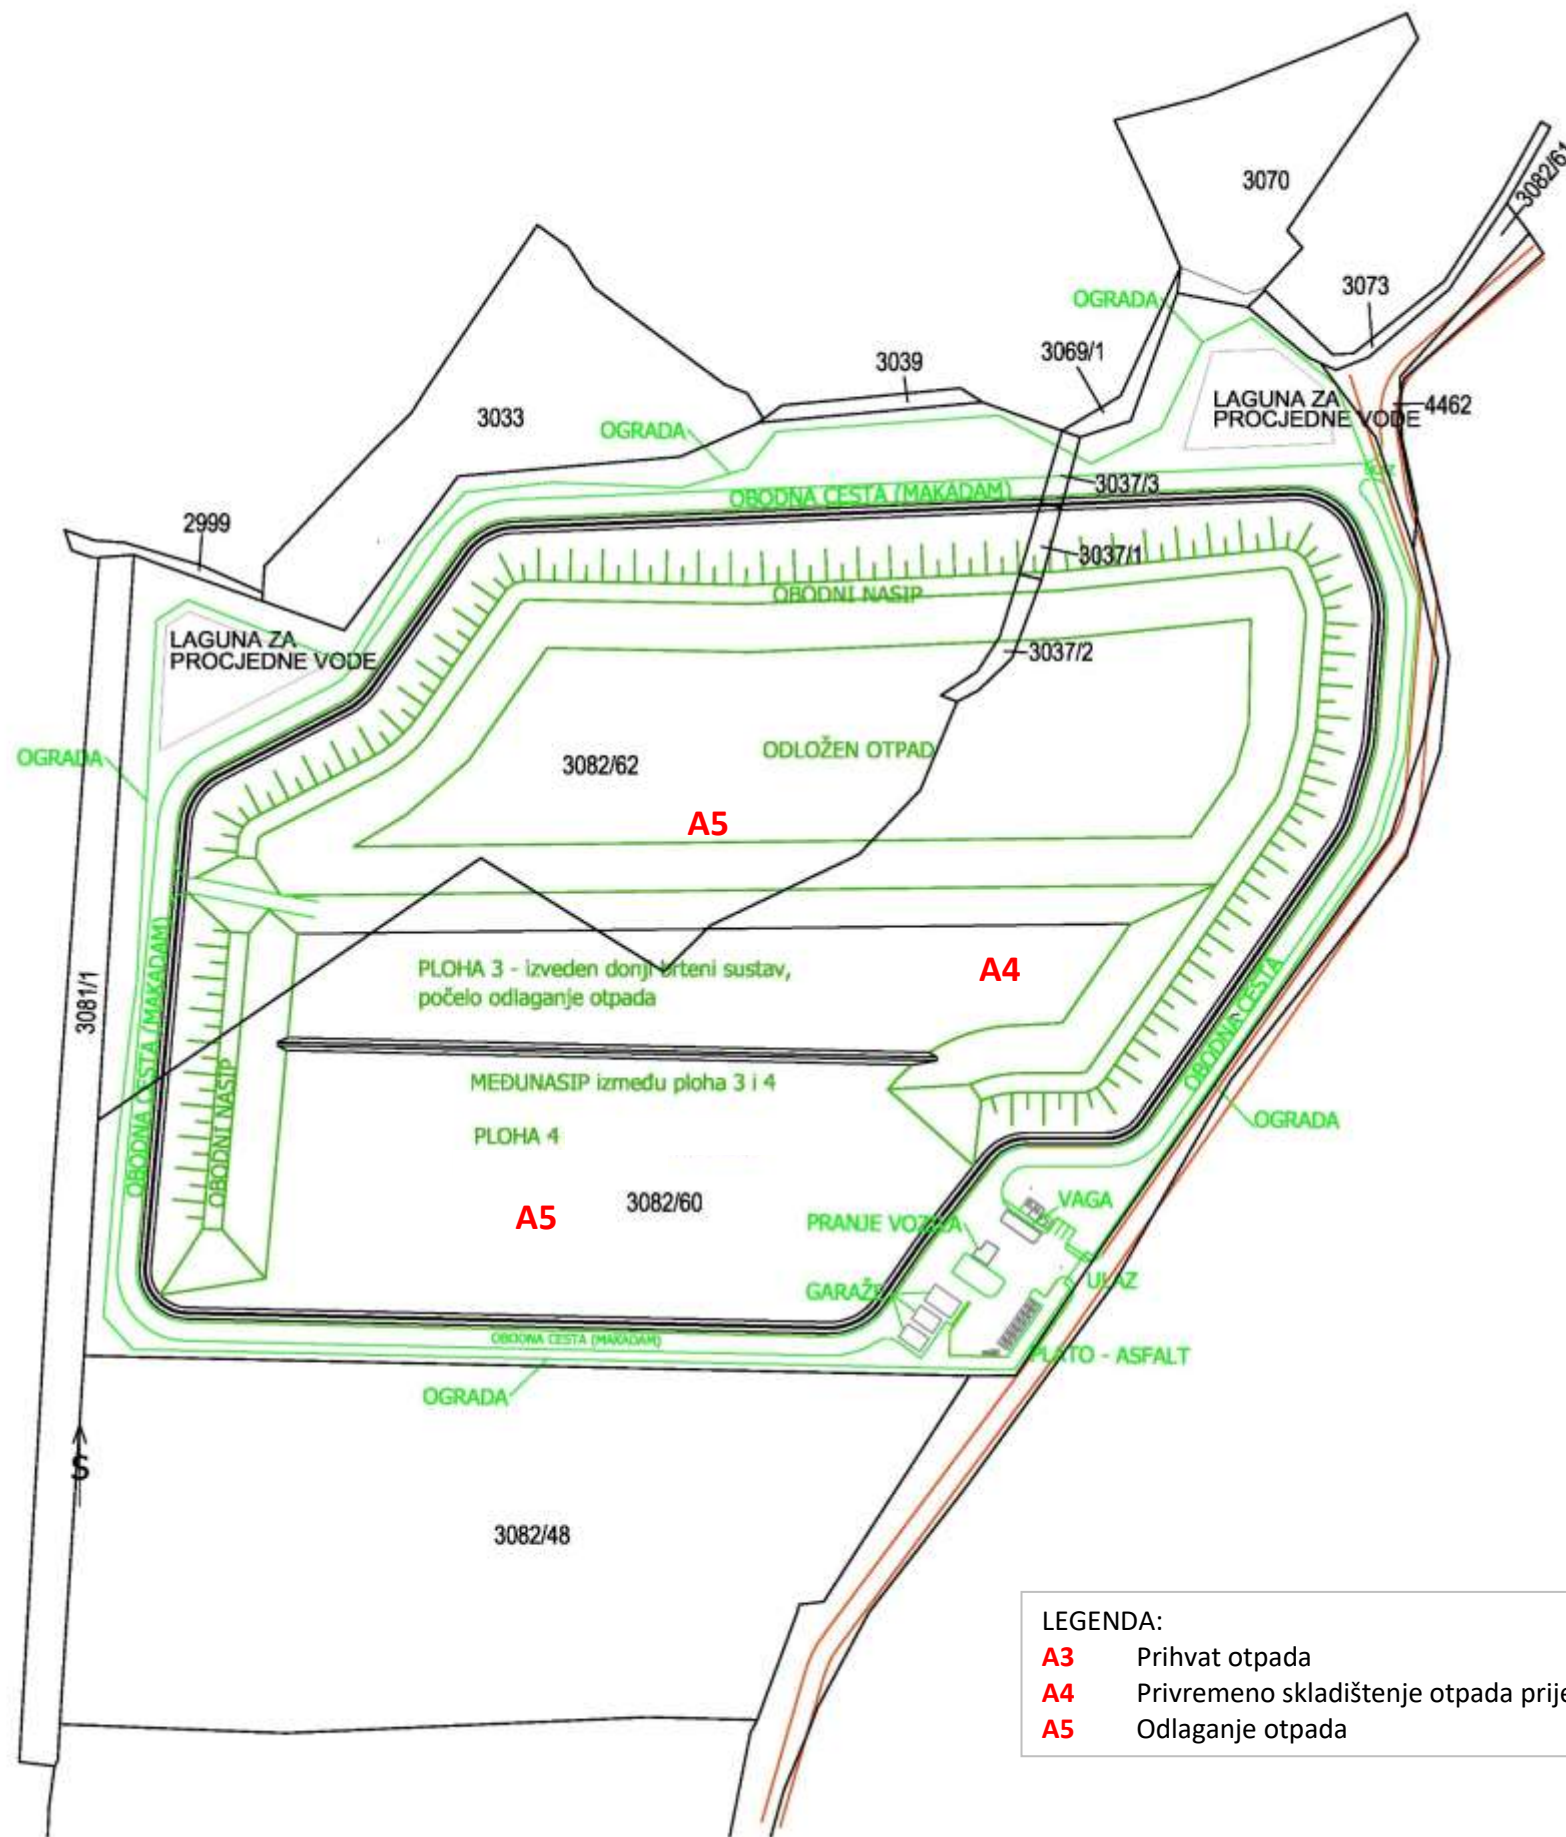 3070
3082/61
3073
OGRADA
3039
3069/1
LAGUNA ZA
PROCJEDNE VODE
4462
3033
OGRADA
3037/3
OBODNA CESTA (MAKADAM)
2999
3037/1
OBODNI NASIP
LAGUNA ZA
PROCJEDNE VODE
3037/2
OGRADA
3082/62
ODLOŽEN OTPAD
A5
PLOHA 3 - izveden donji brteni sustav,
počelo odlaganje otpada
A4
3081/1
OBODNA CESTA (MAKADAM)
OBODNI NASIP
OBODNA CESTA
MEĐUNASIP između ploha 3 i 4
OGRADA
PLOHA 4
A5
3082/60
VAGA
PRANJE VOZILA
ULAZ
GARAŽE
OBODNA CESTA (MAKADAM)
PLATO - ASFALT
OGRADA
S
3082/48
LEGENDA:
A3 Prihvat otpada
A4 Privremeno skladištenje otpada prije
A5 Odlaganje otpada